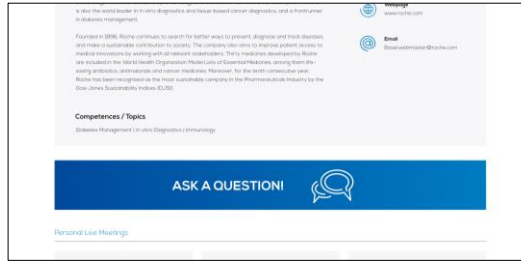 is also the world leader in in vitro diagnostics and tissue-based cancer diagnostics, and a frontrunner
in diabetes management.
Founded in 1896, Roche continues to search for better ways to prevent, diagnose and treat diseases
and make a sustainable contribution to society. The company also aims to improve patient access to
medical innovations by working with all relevant stakeholders. Thirty medicines developed by Roche
are included in the World Health Organization Model Lists of Essential Medicines, among them life-
saving antibiotics, antimalarials and cancer medicines. Moreover, for the tenth consecutive year,
Roche has been recognised as the most sustainable company in the Pharmaceuticals Industry by the
Dow Jones Sustainability Indices (DJSI).
Competences / Topics
Diabetes Management | In vitro Diagnostics | Immunology
Webpage
www.roche.com
Email
@roche.com
ASK A QUESTION!
Personal Live Meetings: